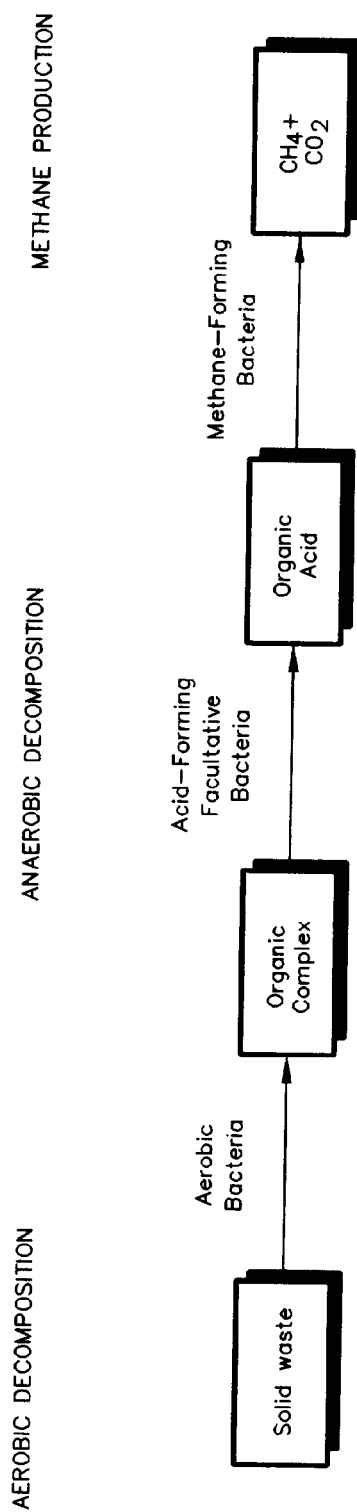 AEROBIC DECOMPOSITION
ANAEROBIC DECOMPOSITION
METHANE PRODUCTION
Solid waste
Aerobic
Bacteria
Organic
Complex
Acid-Forming
Facultative
Bacteria
Organic
Acid
Methane-Forming
Bacteria
CH4+
CO2